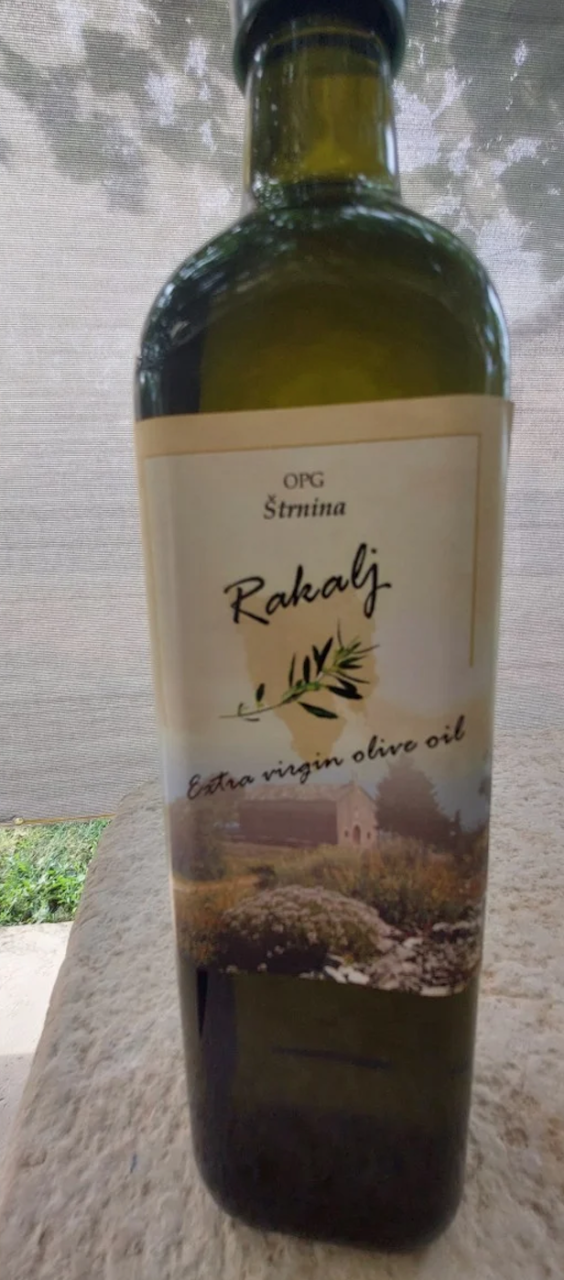 OPG
Štrnina
Rakalj
Extra virgin olive oil